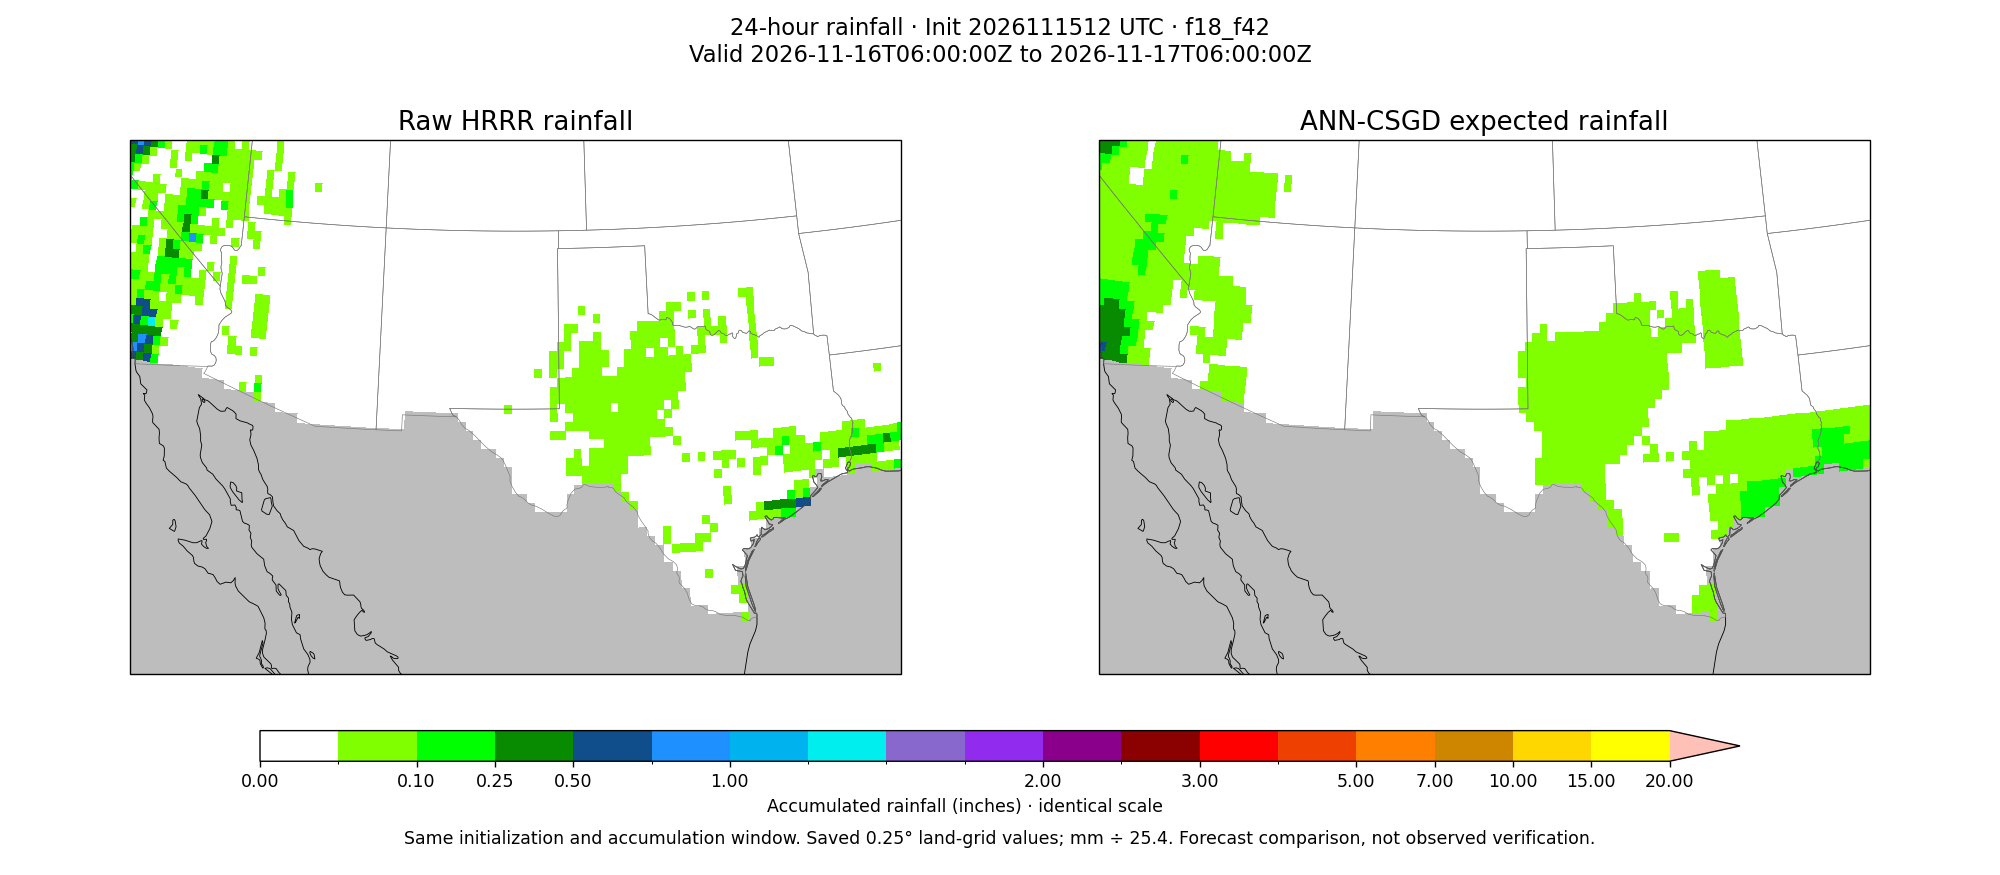 24-hour rainfall · Init 2026111512 UTC · f18_f42
Valid 2026-11-16T06:00:00Z to 2026-11-17T06:00:00Z
Raw HRRR rainfall
ANN-CSGD expected rainfall
0.00 0.10 0.25 0.50 1.00 2.00 3.00 5.00 7.00 10.00 15.00 20.00
Accumulated rainfall (inches) · identical scale
Same initialization and accumulation window. Saved 0.25° land-grid values; mm ÷ 25.4. Forecast comparison, not observed verification.